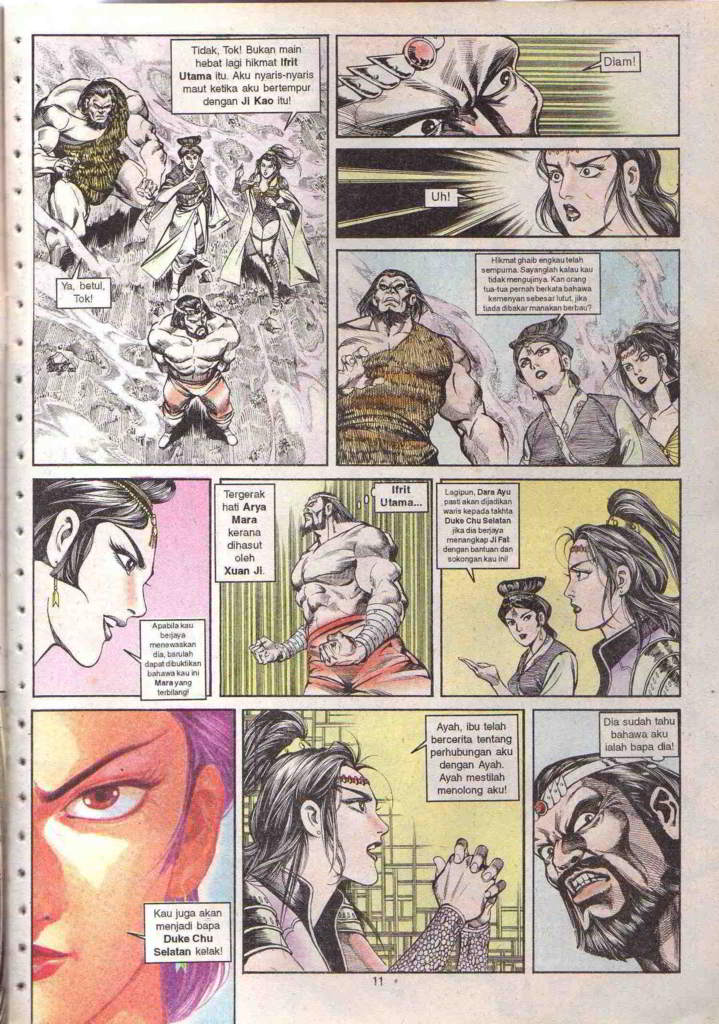 Tidak, Tok! Bukan main
hebat lagi hikmat Ifrit
Utama itu. Aku nyaris-nyaris
maut ketika aku bertempur
dengan Ji Kao itu!
Ya, betul,
Tok!
Diam!
Uh!
Hikmat ghaib engkau telah
sempurna. Sayanglah kalau kau
tidak mengujinya. Kan orang
tua-tua pernah berkata bahawa
kemenyan sebesar lutut, jika
tiada dibakar manakan berbau?
Apabila kau
berjaya
menewaskan
dia, barulah
dapat dibuktikan
bahawa kau ini
Mara yang
terbilang!
Tergerak
hati Arya
Mara
kerana
dihasut
oleh
Xuan Ji.
Ifrit
Utama...
Lagipun, Dara Ayu
pasti akan dijadikan
waris kepada takhta
Duke Chu Selatan
jika dia berjaya
menangkap Ji Fat
dengan bantuan dan
sokongan kau ini!
Kau juga akan
menjadi bapa
Duke Chu
Selatan kelak!
Ayah, ibu telah
bercerita tentang
perhubungan aku
dengan Ayah.
Ayah mestilah
menolong aku!
Dia sudah tahu
bahawa aku
ialah bapa dia!
11